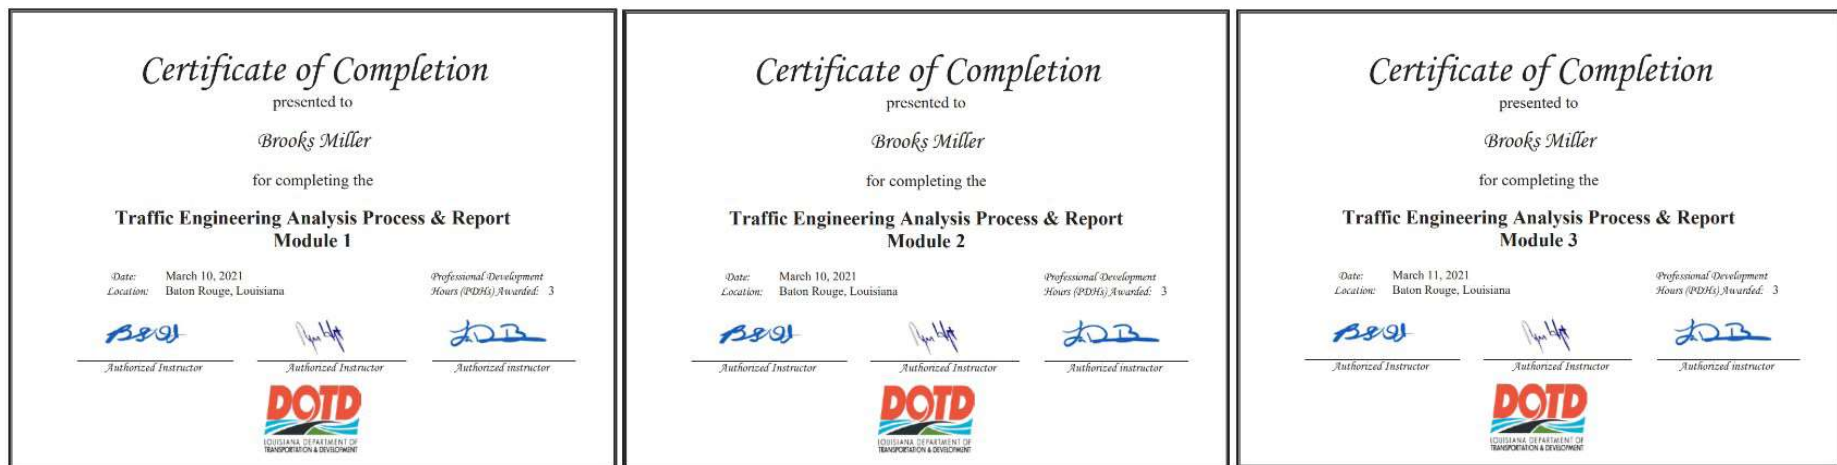 Certificate of Completion
presented to
Brooks Miller
for completing the
Traffic Engineering Analysis Process & Report
Module 1
Date: March 10, 2021
Location: Baton Rouge, Louisiana
Professional Development
Hours (PDHs) Awarded: 3
Authorized Instructor
Authorized Instructor
Authorized instructor
DOTD
LOUISIANA DEPARTMENT OF
TRANSPORTATION & DEVELOPMENT
Certificate of Completion
presented to
Brooks Miller
for completing the
Traffic Engineering Analysis Process & Report
Module 2
Date: March 10, 2021
Location: Baton Rouge, Louisiana
Professional Development
Hours (PDHs) Awarded: 3
Authorized Instructor
Authorized Instructor
Authorized instructor
DOTD
LOUISIANA DEPARTMENT OF
TRANSPORTATION & DEVELOPMENT
Certificate of Completion
presented to
Brooks Miller
for completing the
Traffic Engineering Analysis Process & Report
Module 3
Date: March 11, 2021
Location: Baton Rouge, Louisiana
Professional Development
Hours (PDHs) Awarded: 3
Authorized Instructor
Authorized Instructor
Authorized instructor
DOTD
LOUISIANA DEPARTMENT OF
TRANSPORTATION & DEVELOPMENT